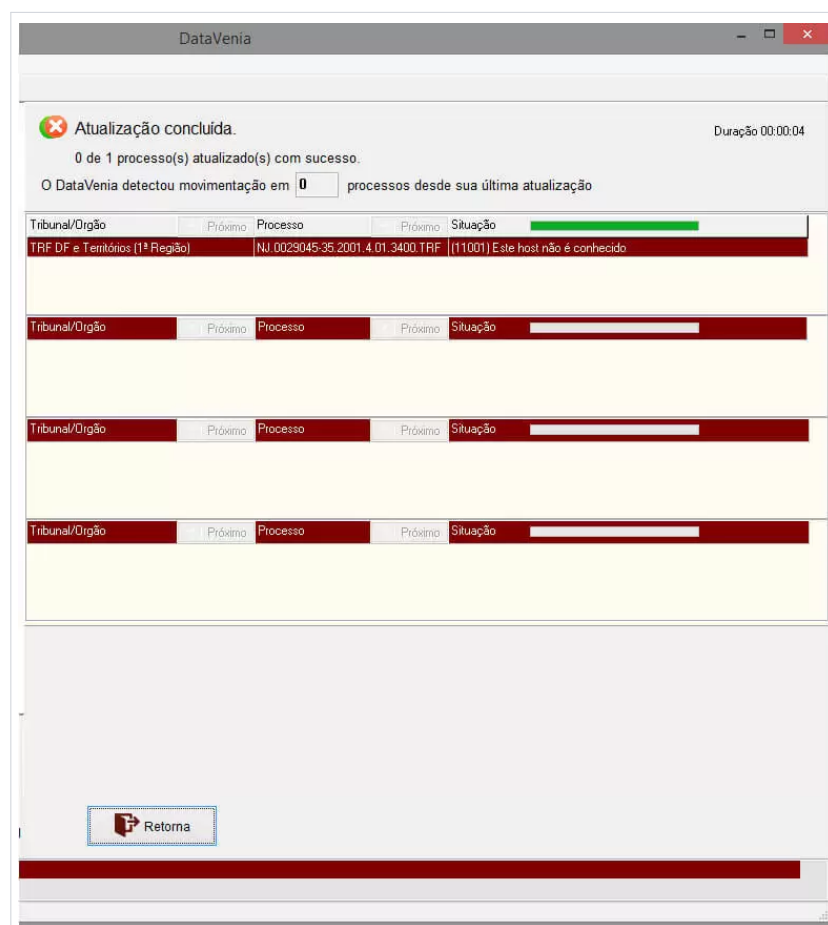 DataVenia
Atualização concluída.
Duração 00:00:04
0 de 1 processo(s) atualizado(s) com sucesso.
O DataVenia detectou movimentação em 0 processos desde sua última atualização
Tribunal/Orgão Próximo Processo Próximo Situação
TRF DF e Territórios (1ª Região) NJ.0029045-35.2001.4.01.3400.TRF (11001) Este host não é conhecido
Tribunal/Orgão Próximo Processo Próximo Situação
Tribunal/Orgão Próximo Processo Próximo Situação
Tribunal/Orgão Próximo Processo Próximo Situação
Retorna